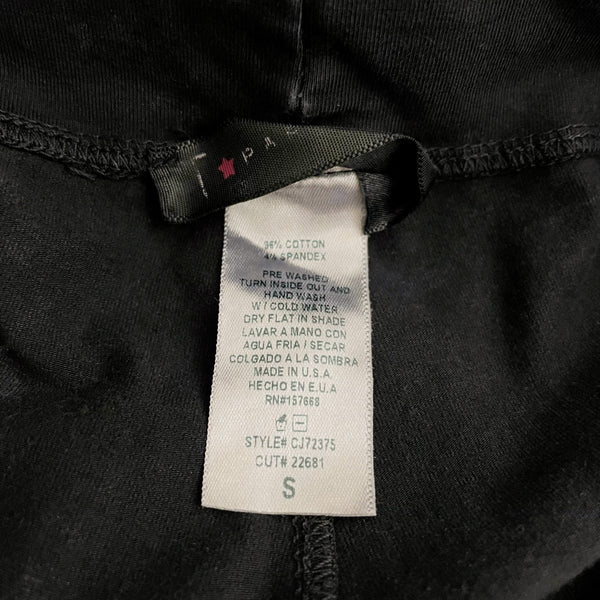 96% COTTON
4% SPANDEX
PRE WASHED
TURN INSIDE OUT AND
HAND WASH
W / COLD WATER
DRY FLAT IN SHADE
LAVAR A MANO CON
AGUA FRIA / SECAR
COLGADO A LA SOMBRA
MADE IN U.S.A.
HECHO EN E.U.A
RN#157668
STYLE# CJ72375
CUT# 22681
S